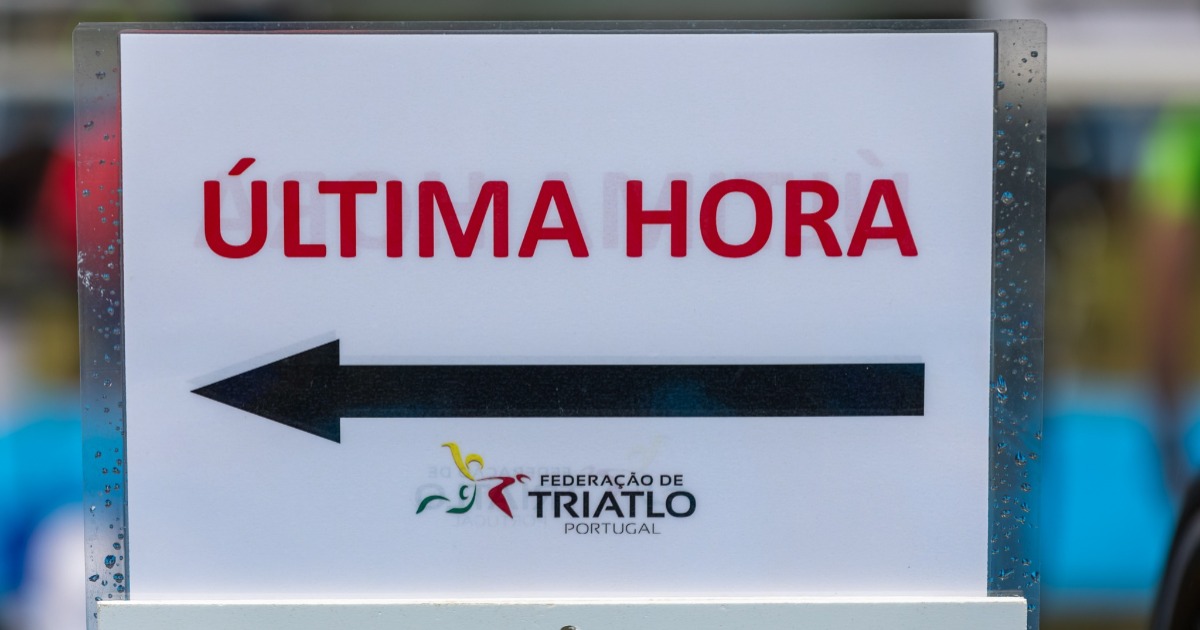 ÚLTIMA HORA
FEDERAÇÃO DE
TRIATLO
PORTUGAL